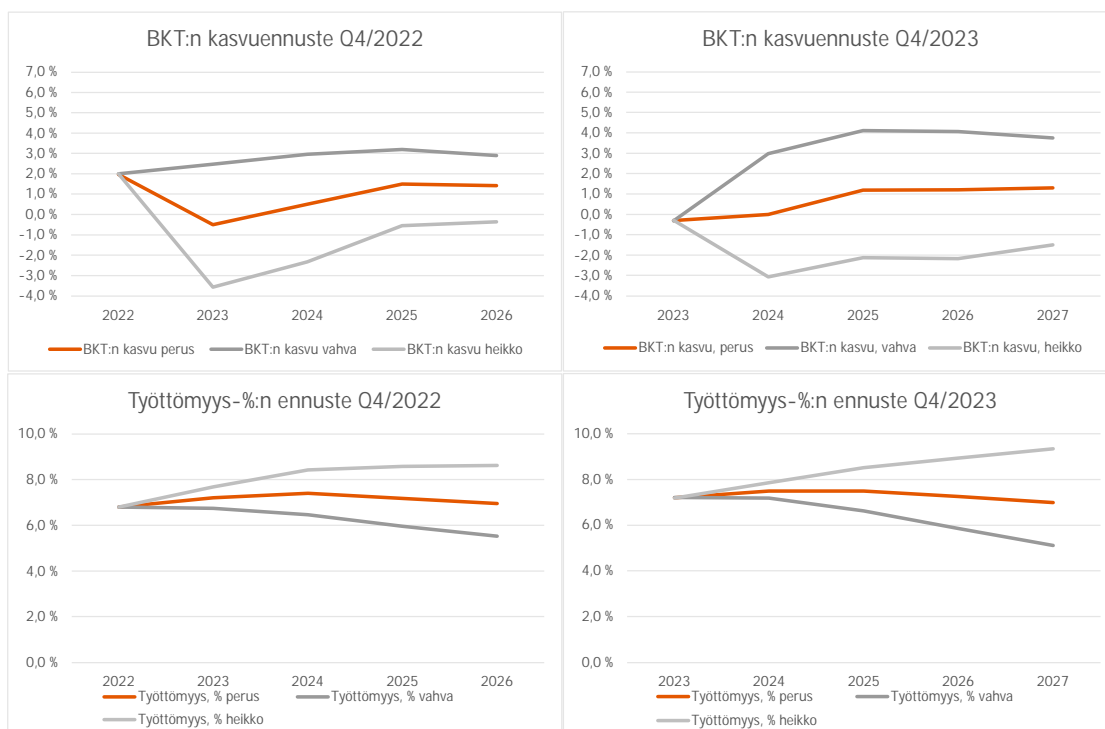 BKT:n kasvuennuste Q4/2022
7,0 %
6,0 %
5,0 %
4,0 %
3,0 %
2,0 %
1,0 %
0,0 %
-1,0 %
-2,0 %
-3,0 %
-4,0 %
2022 2023 2024 2025 2026
BKT:n kasvu perus BKT:n kasvu vahva BKT:n kasvu heikko
BKT:n kasvuennuste Q4/2023
7,0 %
6,0 %
5,0 %
4,0 %
3,0 %
2,0 %
1,0 %
0,0 %
-1,0 %
-2,0 %
-3,0 %
-4,0 %
2023 2024 2025 2026 2027
BKT:n kasvu, perus BKT:n kasvu, vahva BKT:n kasvu, heikko
Työttömyys-%:n ennuste Q4/2022
10,0 %
8,0 %
6,0 %
4,0 %
2,0 %
0,0 %
2022 2023 2024 2025 2026
Työttömyys, % perus Työttömyys, % vahva
Työttömyys, % heikko
Työttömyys-%:n ennuste Q4/2023
10,0 %
8,0 %
6,0 %
4,0 %
2,0 %
0,0 %
2023 2024 2025 2026 2027
Työttömyys, % perus Työttömyys, % vahva
Työttömyys, % heikko